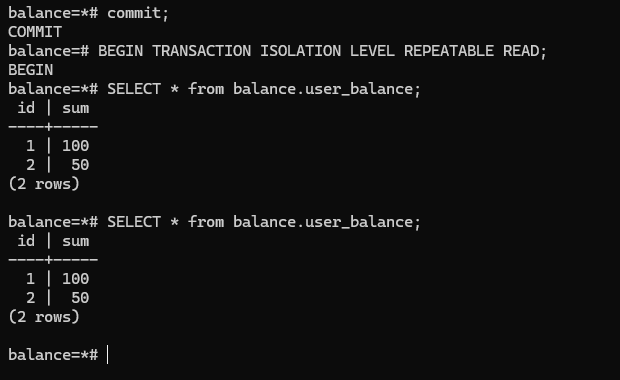 balance=*# commit;
COMMIT
balance=# BEGIN TRANSACTION ISOLATION LEVEL REPEATABLE READ;
BEGIN
balance=*# SELECT * from balance.user_balance;
 id | sum
----+-----
  1 | 100
  2 |  50
(2 rows)

balance=*# SELECT * from balance.user_balance;
 id | sum
----+-----
  1 | 100
  2 |  50
(2 rows)

balance=*#